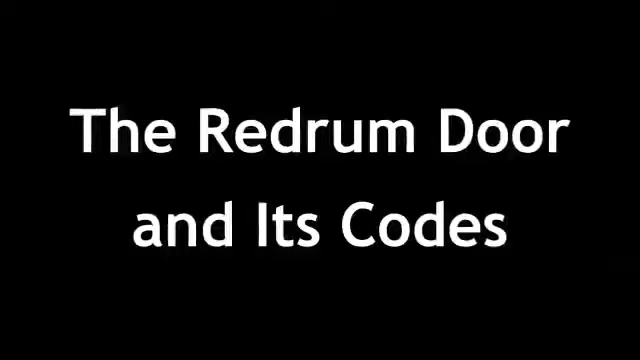 The Redrum Door
and Its Codes